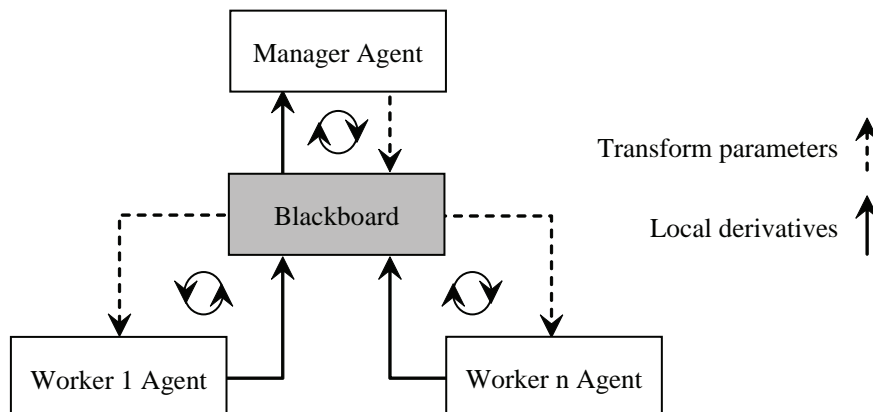 Manager Agent
Transform parameters
Blackboard
Local derivatives
Worker 1 Agent
Worker n Agent